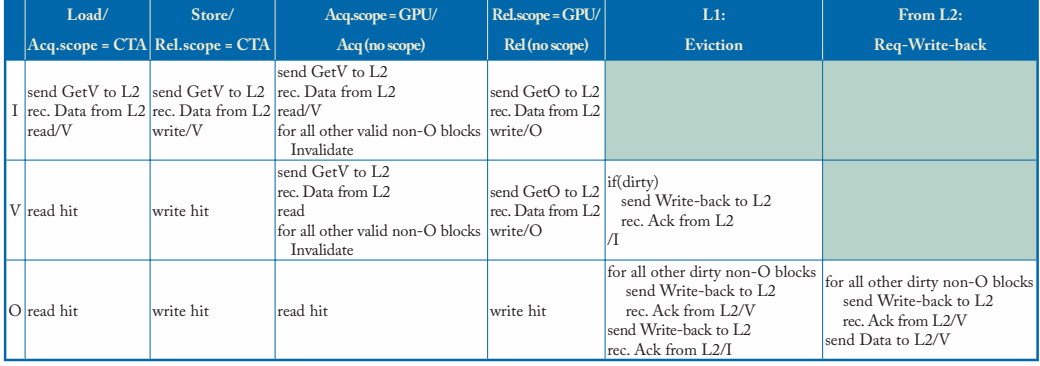 Load/
Acq.scope = CTA
Store/
Rel.scope = CTA
Acq.scope = GPU/
Acq (no scope)
Rel.scope = GPU/
Rel (no scope)
L1:
Eviction
From L2:
Req-Write-back
I
send GetV to L2
rec. Data from L2
read/V
send GetV to L2
rec. Data from L2
write/V
send GetV to L2
rec. Data from L2
read/V
for all other valid non-O blocks
Invalidate
send GetO to L2
rec. Data from L2
write/O
V
read hit
write hit
send GetV to L2
rec. Data from L2
read
for all other valid non-O blocks
Invalidate
send GetO to L2
rec. Data from L2
write/O
if(dirty)
send Write-back to L2
rec. Ack from L2
/I
O
read hit
write hit
read hit
write hit
for all other dirty non-O blocks
send Write-back to L2
rec. Ack from L2/V
send Write-back to L2
rec. Ack from L2/I
for all other dirty non-O blocks
send Write-back to L2
rec. Ack from L2/V
send Data to L2/V